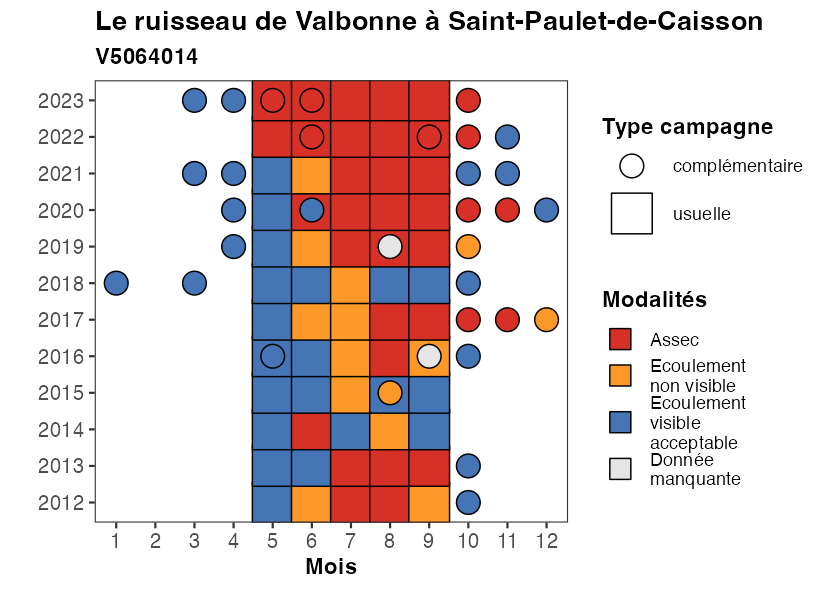 Le ruisseau de Valbonne à Saint-Paulet-de-Caisson
V5064014
2023
2022
2021
2020
2019
2018
2017
2016
2015
2014
2013
2012
1 2 3 4 5 6 7 8 9 10 11 12
Mois
Type campagne
complémentaire
usuelle
Modalités
Assec
Ecoulement
non visible
Ecoulement
visible
acceptable
Donnée
manquante